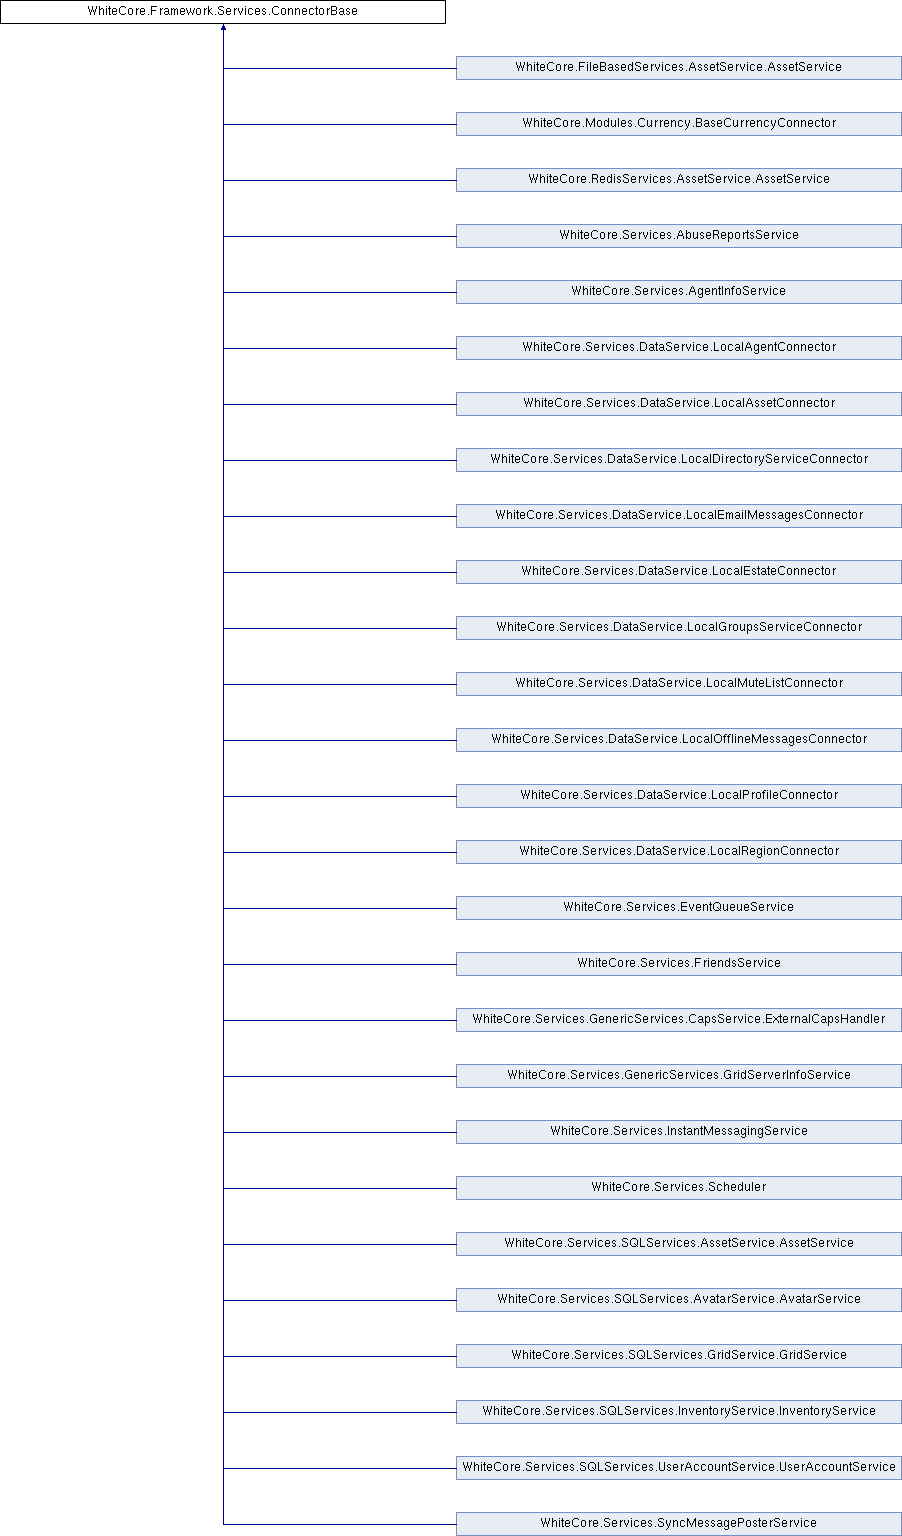 WhiteCore.Framework.Services.ConnectorBase
WhiteCore.FileBasedServices.AssetService.AssetService
WhiteCore.Modules.Currency.BaseCurrencyConnector
WhiteCore.RedisServices.AssetService.AssetService
WhiteCore.Services.AbuseReportsService
WhiteCore.Services.AgentInfoService
WhiteCore.Services.DataService.LocalAgentConnector
WhiteCore.Services.DataService.LocalAssetConnector
WhiteCore.Services.DataService.LocalDirectoryServiceConnector
WhiteCore.Services.DataService.LocalEmailMessagesConnector
WhiteCore.Services.DataService.LocalEstateConnector
WhiteCore.Services.DataService.LocalGroupsServiceConnector
WhiteCore.Services.DataService.LocalMuteListConnector
WhiteCore.Services.DataService.LocalOfflineMessagesConnector
WhiteCore.Services.DataService.LocalProfileConnector
WhiteCore.Services.DataService.LocalRegionConnector
WhiteCore.Services.EventQueueService
WhiteCore.Services.FriendsService
WhiteCore.Services.GenericServices.CapsService.ExternalCapsHandler
WhiteCore.Services.GenericServices.GridServerInfoService
WhiteCore.Services.InstantMessagingService
WhiteCore.Services.Scheduler
WhiteCore.Services.SQLServices.AssetService.AssetService
WhiteCore.Services.SQLServices.AvatarService.AvatarService
WhiteCore.Services.SQLServices.GridService.GridService
WhiteCore.Services.SQLServices.InventoryService.InventoryService
WhiteCore.Services.SQLServices.UserAccountService.UserAccountService
WhiteCore.Services.SyncMessagePosterService